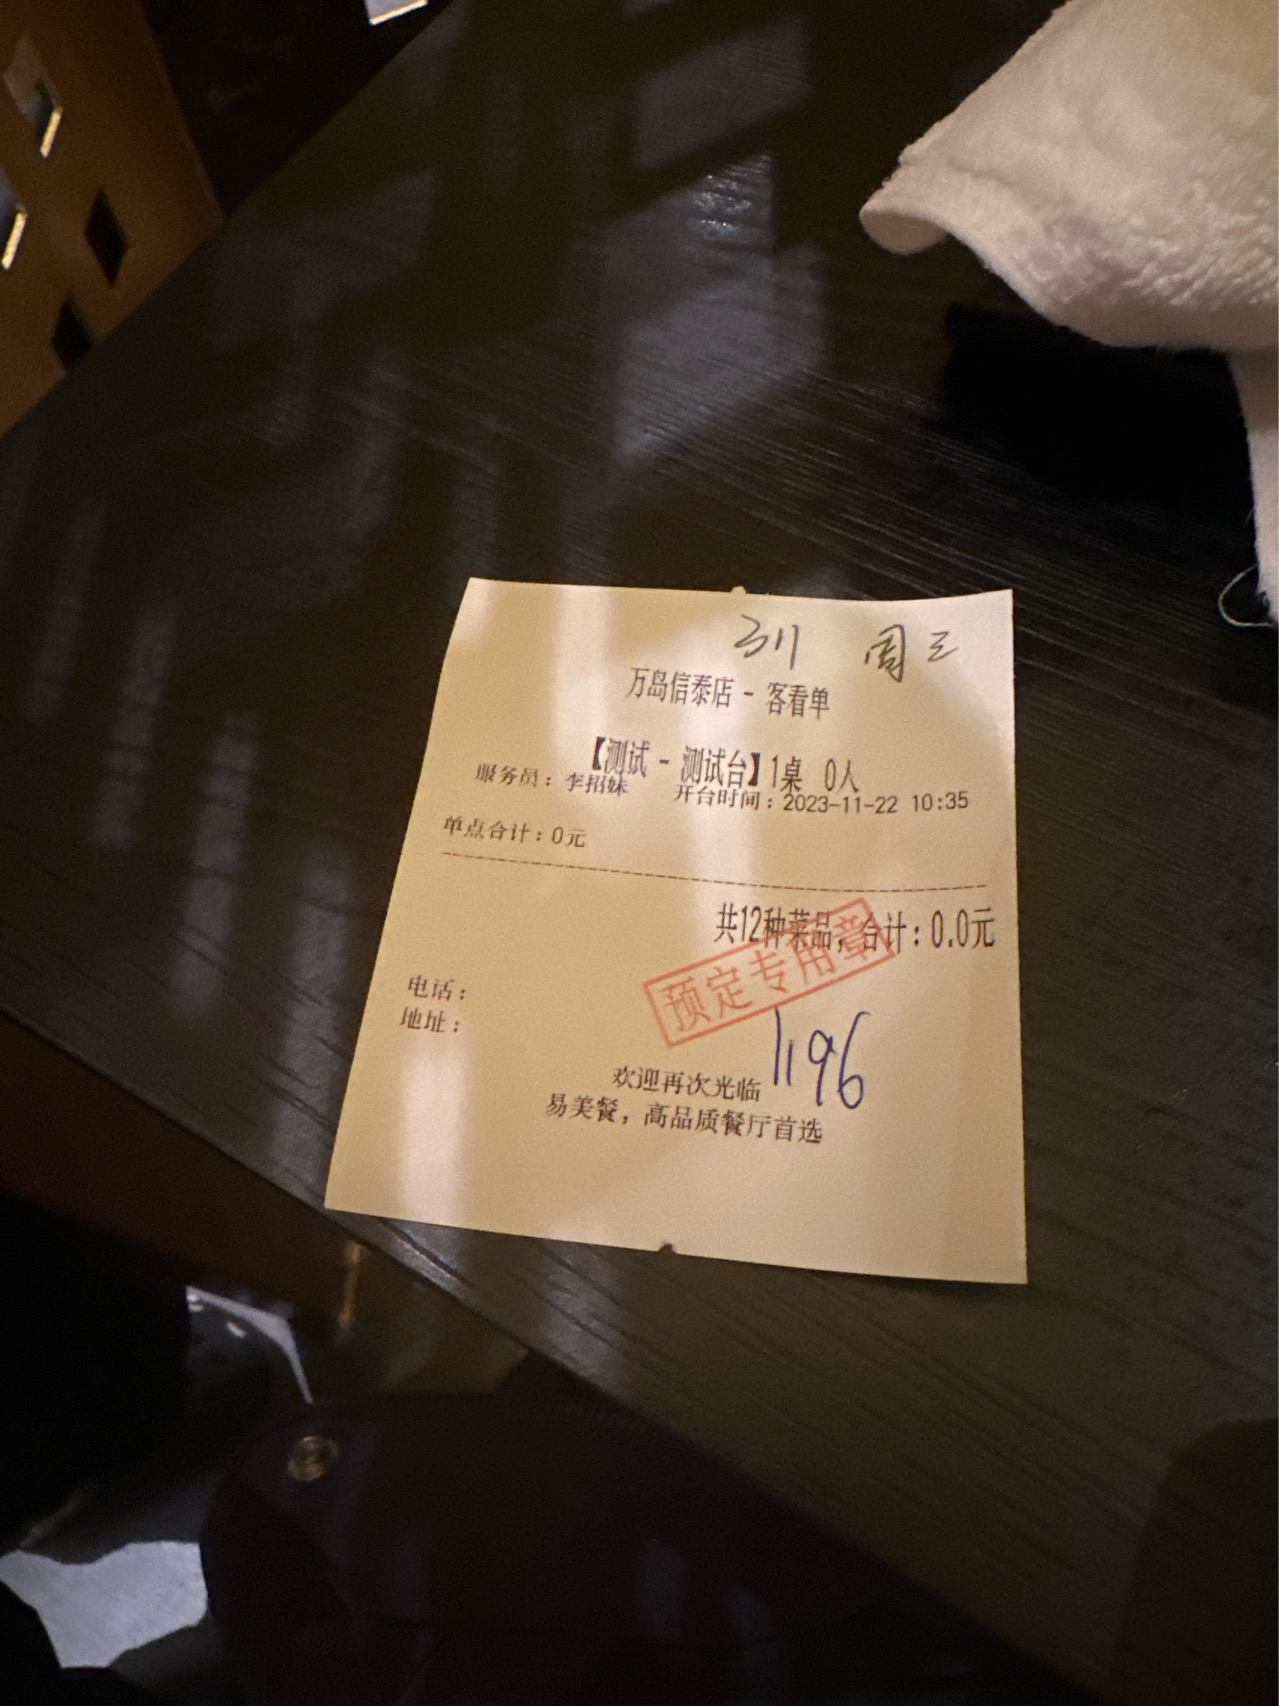 311 周三
万岛信泰店 - 客看单
【测试 - 测试台】1桌 0人
服务员：李招妹 开台时间：2023-11-22 10:35
单点合计：0元
共12种菜品，合计：0.0元
预定专用章
电话：
地址：
1196
欢迎再次光临
易美餐，高品质餐厅首选